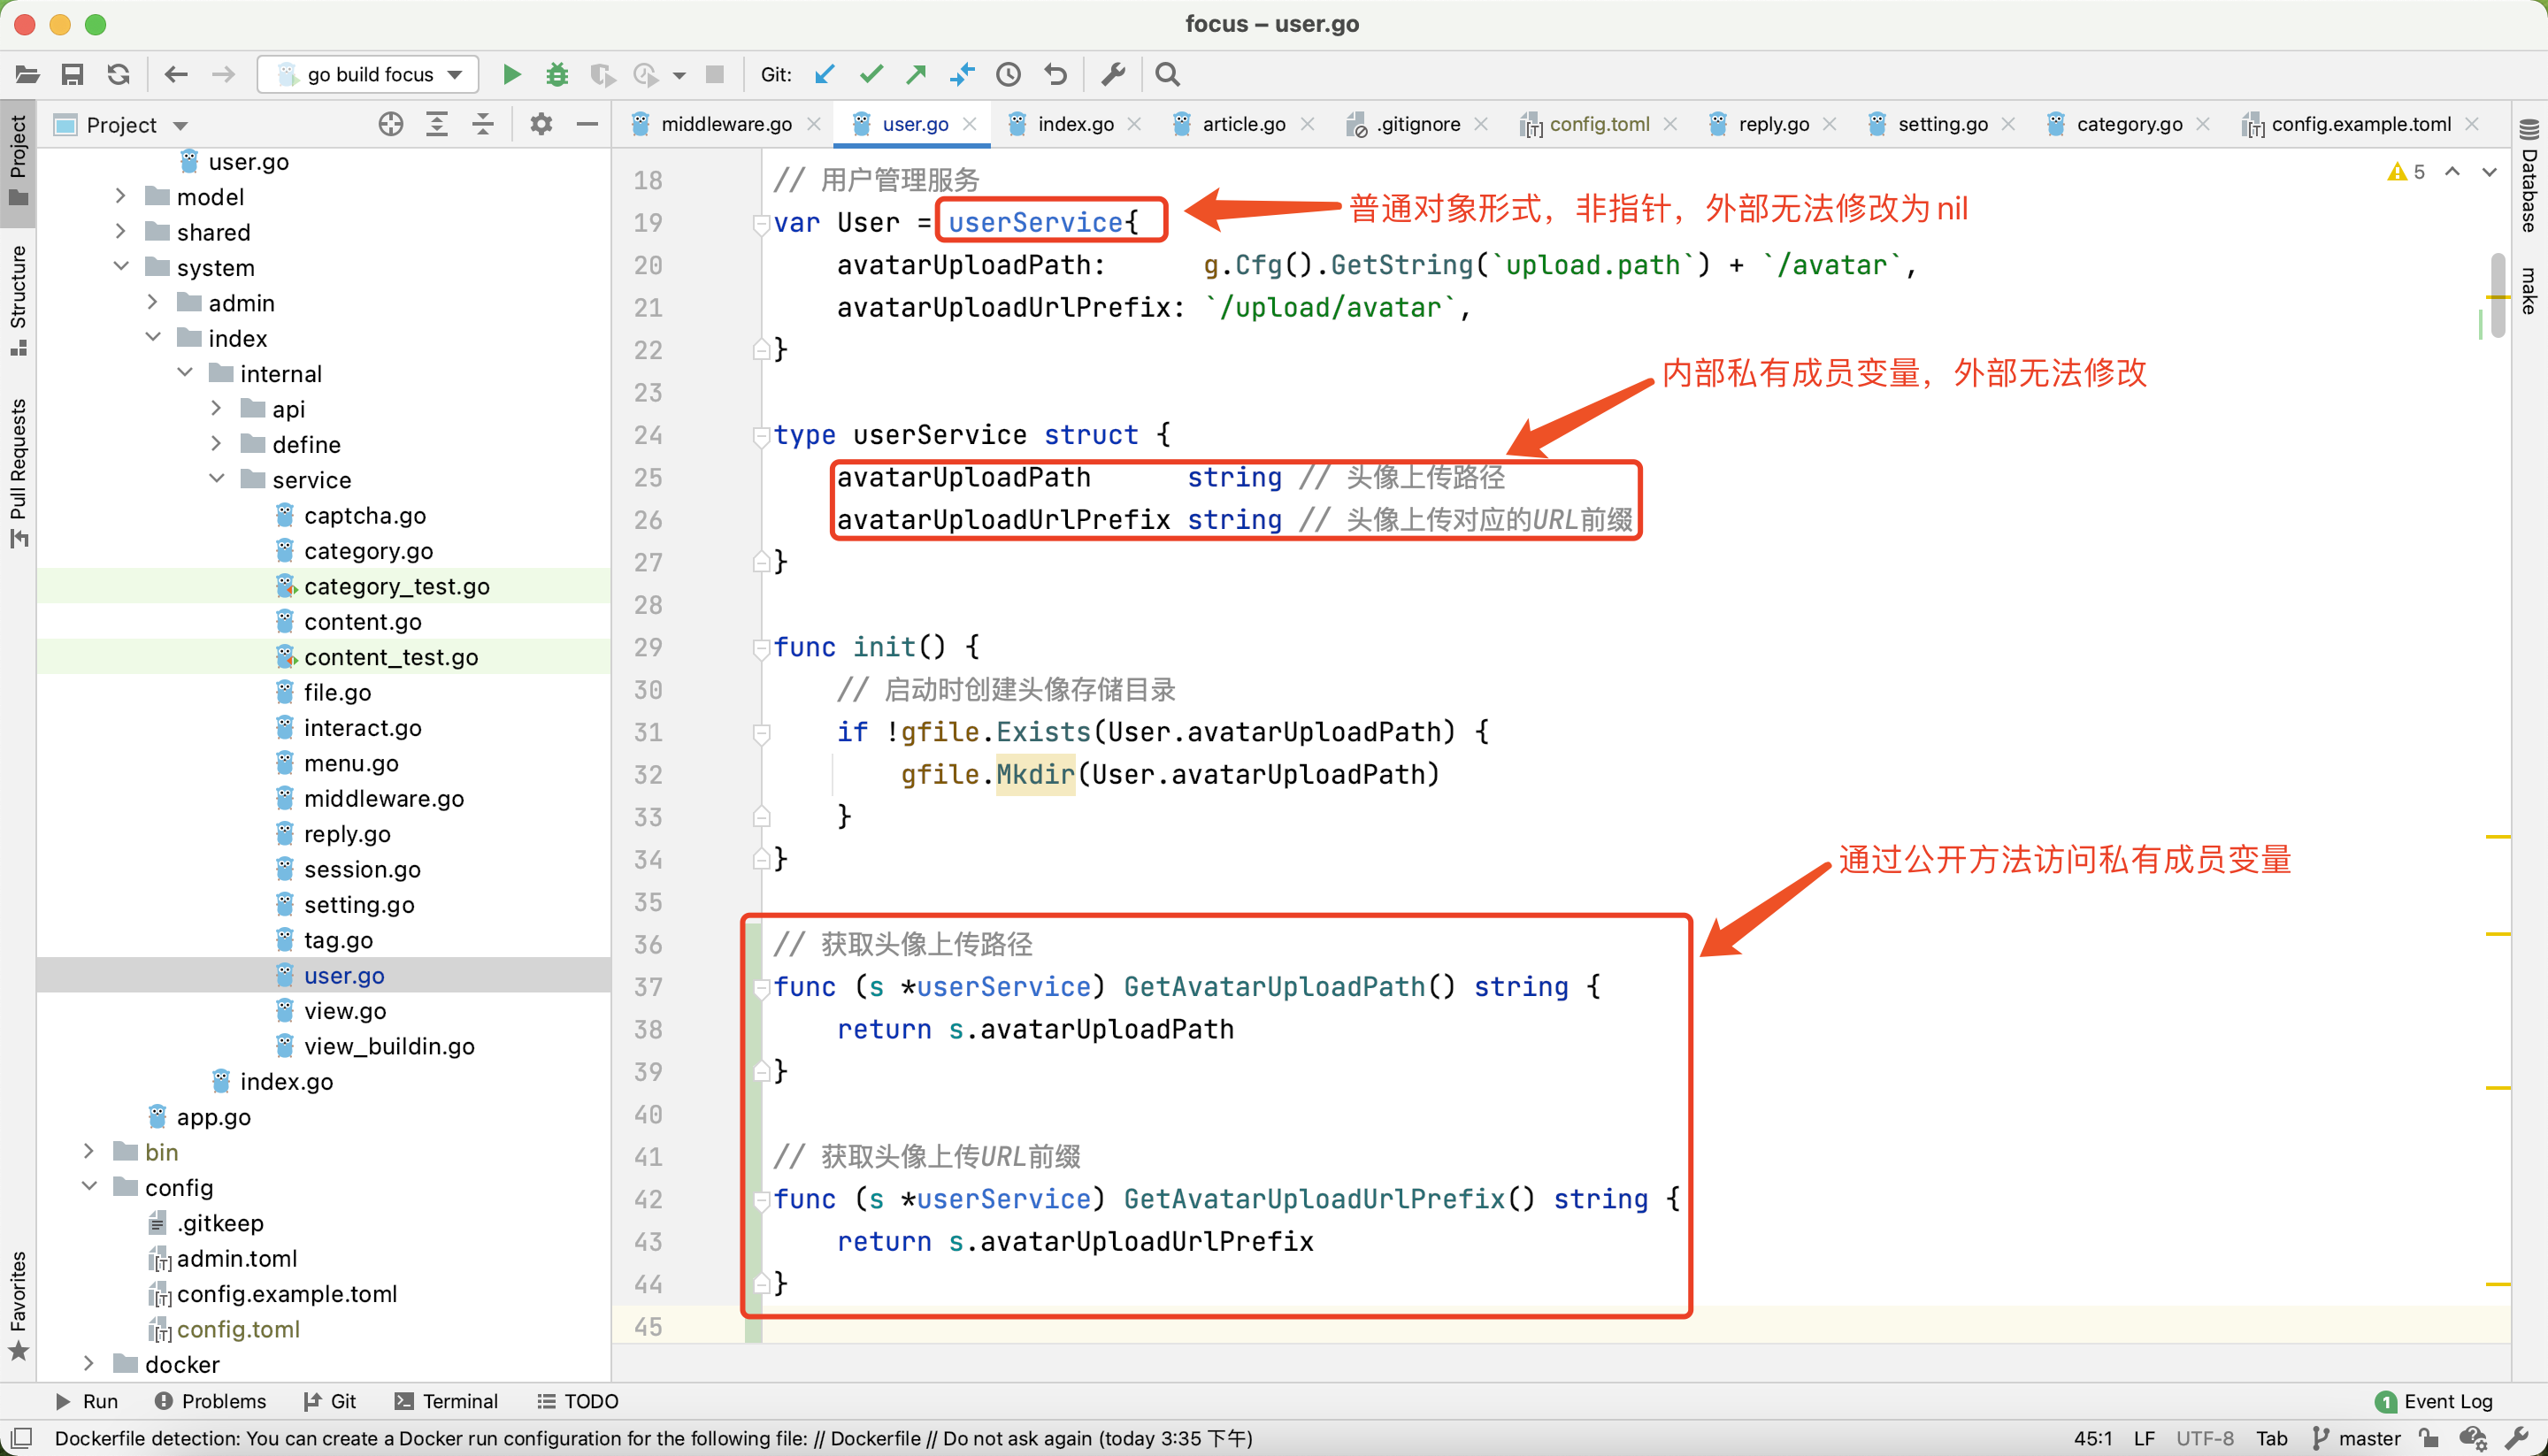 focus – user.go
go build focus
Git:
Project
middleware.go
user.go
index.go
article.go
.gitignore
config.toml
reply.go
setting.go
category.go
config.example.toml
Project
Structure
Pull Requests
Favorites
user.go
model
shared
system
admin
index
internal
api
define
service
captcha.go
category.go
category_test.go
content.go
content_test.go
file.go
interact.go
menu.go
middleware.go
reply.go
session.go
setting.go
tag.go
user.go
view.go
view_buildin.go
index.go
app.go
bin
config
.gitkeep
admin.toml
config.example.toml
config.toml
docker
18 // 用户管理服务
19 var User = userService{
普通对象形式，非指针，外部无法修改为nil
20 avatarUploadPath: g.Cfg().GetString(`upload.path`) + `/avatar`,
21 avatarUploadUrlPrefix: `/upload/avatar`,
22 }
23
内部私有成员变量，外部无法修改
24 type userService struct {
25 avatarUploadPath string // 头像上传路径
26 avatarUploadUrlPrefix string // 头像上传对应的URL前缀
27 }
28
29 func init() {
30 // 启动时创建头像存储目录
31 if !gfile.Exists(User.avatarUploadPath) {
32 gfile.Mkdir(User.avatarUploadPath)
33 }
34 }
通过公开方法访问私有成员变量
35
36 // 获取头像上传路径
37 func (s *userService) GetAvatarUploadPath() string {
38 return s.avatarUploadPath
39 }
40
41 // 获取头像上传URL前缀
42 func (s *userService) GetAvatarUploadUrlPrefix() string {
43 return s.avatarUploadUrlPrefix
44 }
45
5
Database
make
Run
Problems
Git
Terminal
TODO
1 Event Log
Dockerfile detection: You can create a Docker run configuration for the following file: // Dockerfile // Do not ask again (today 3:35 下午)
45:1 LF UTF-8 Tab master